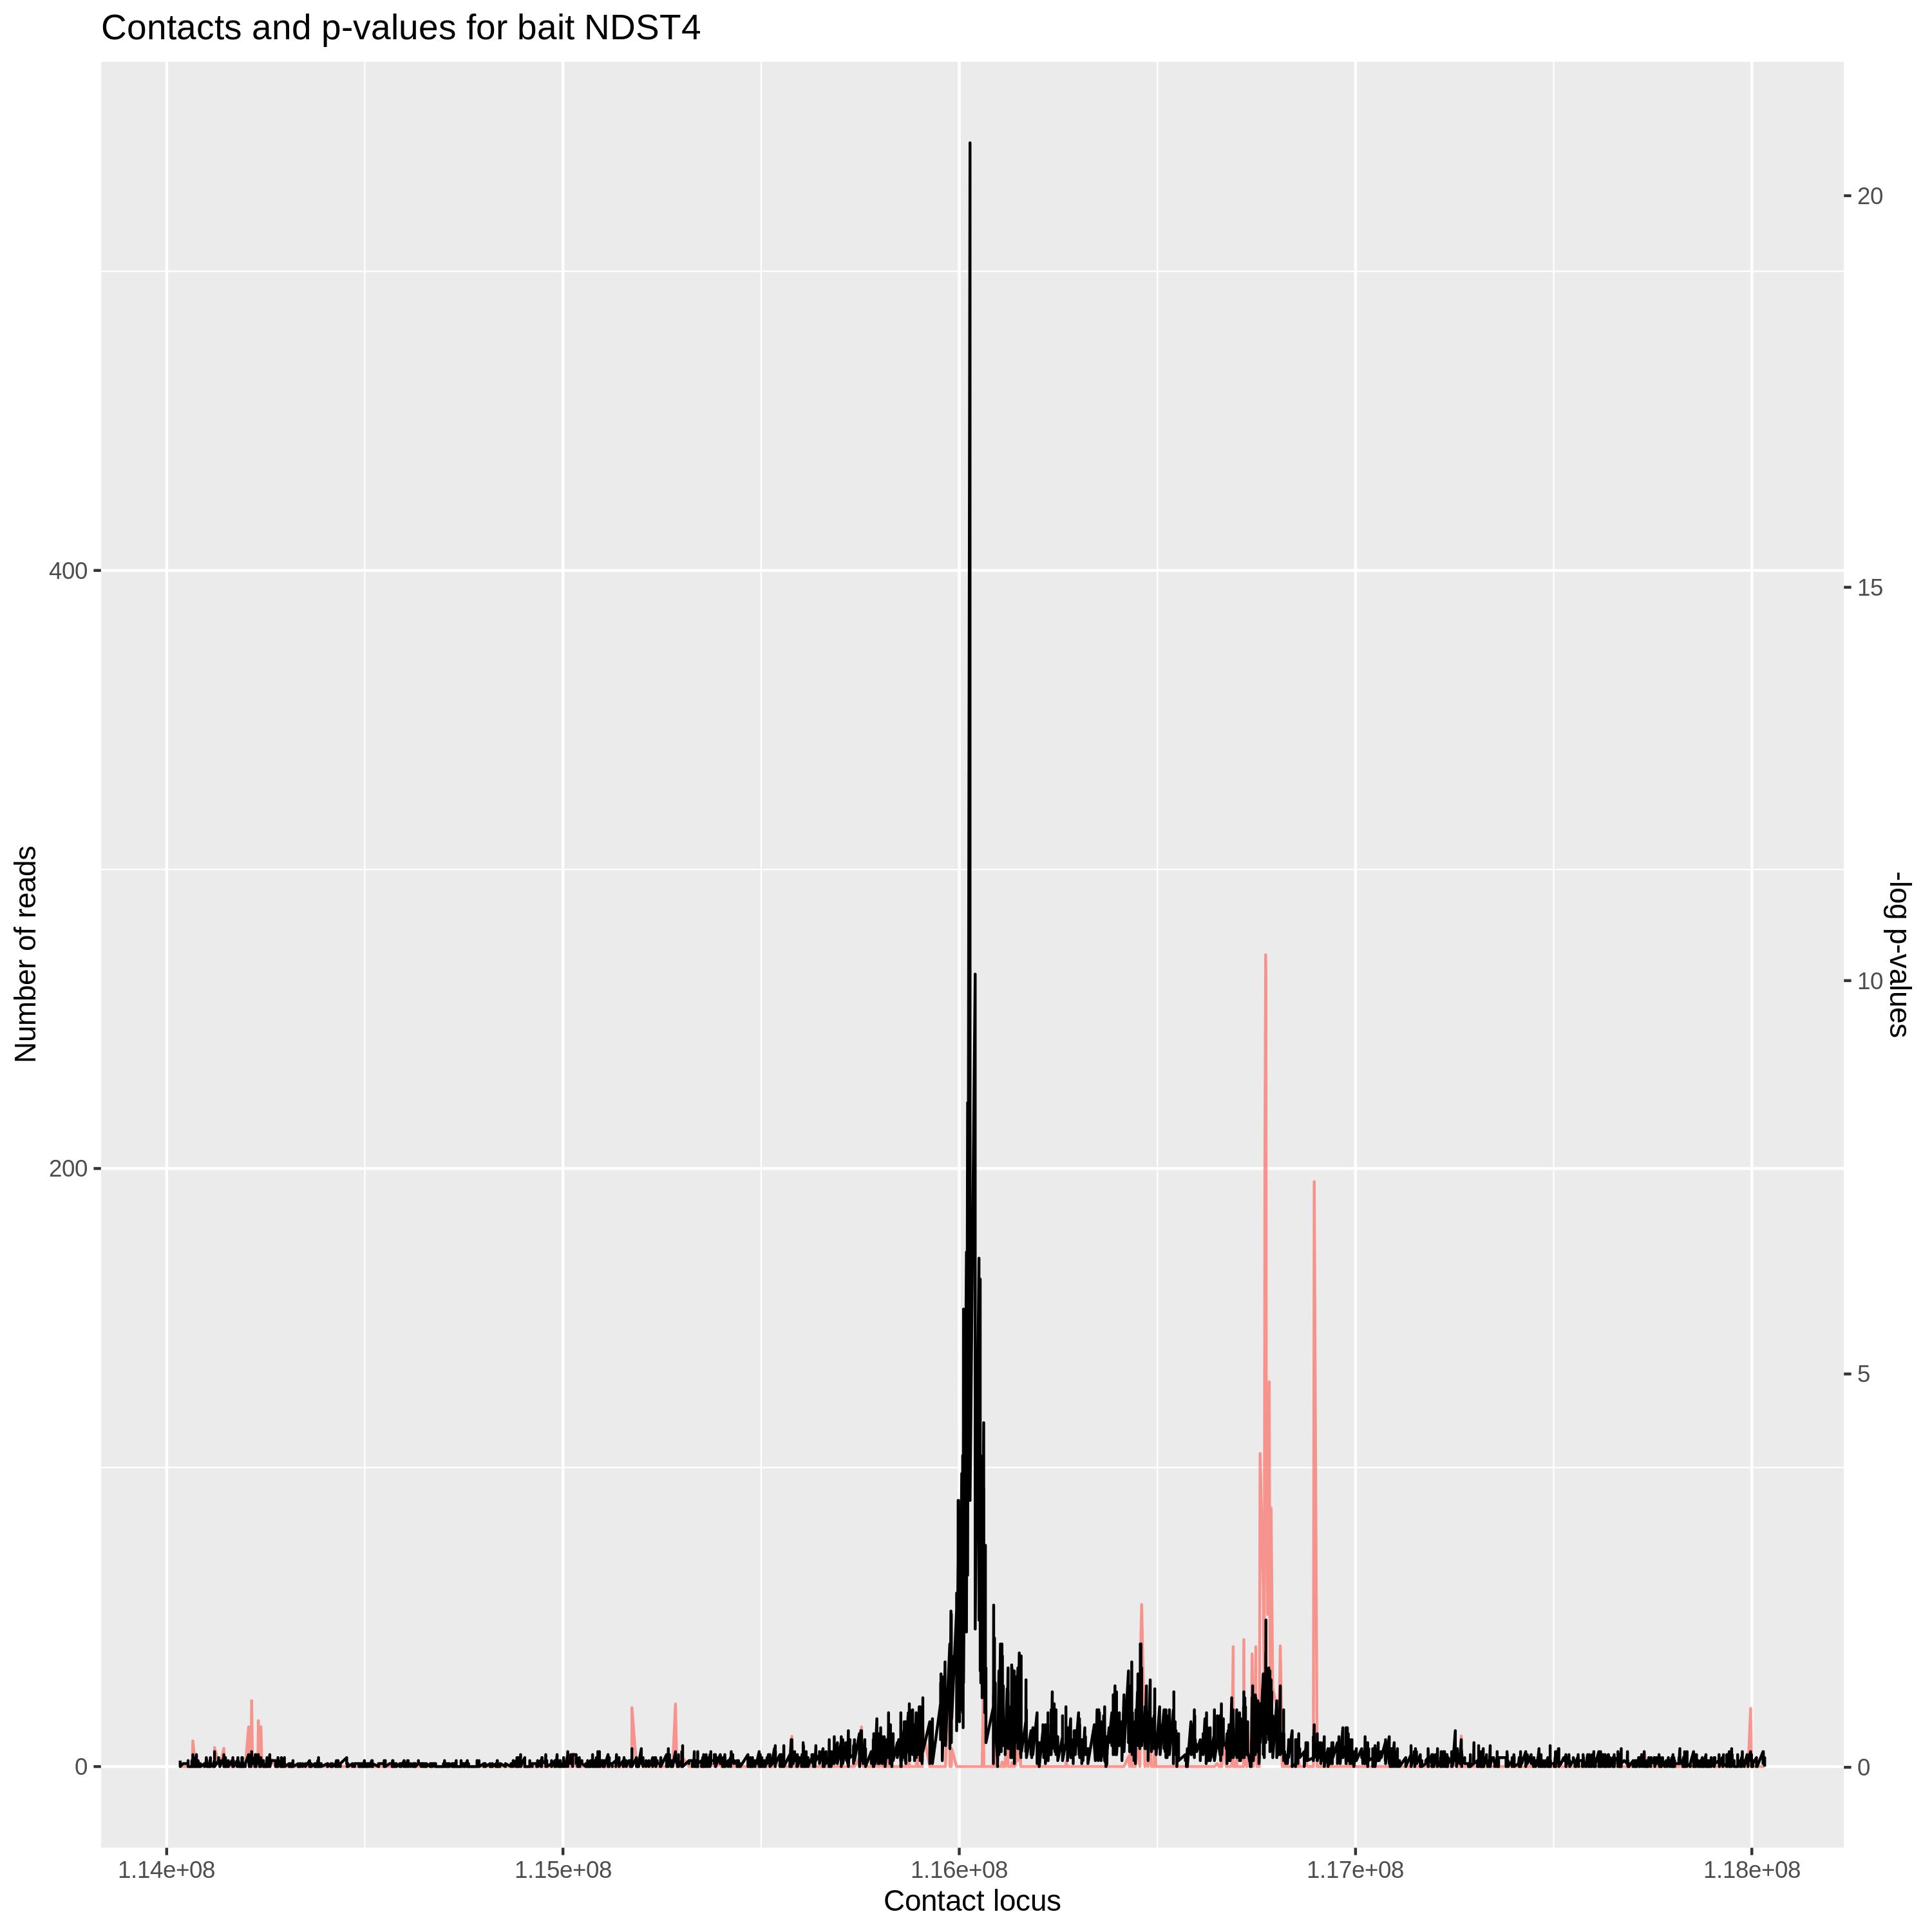 Contacts and p-values for bait NDST4
Number of reads
400
200
0
20
15
10
5
0
-log p-values
1.14e+08 1.15e+08 1.16e+08 1.17e+08 1.18e+08
Contact locus